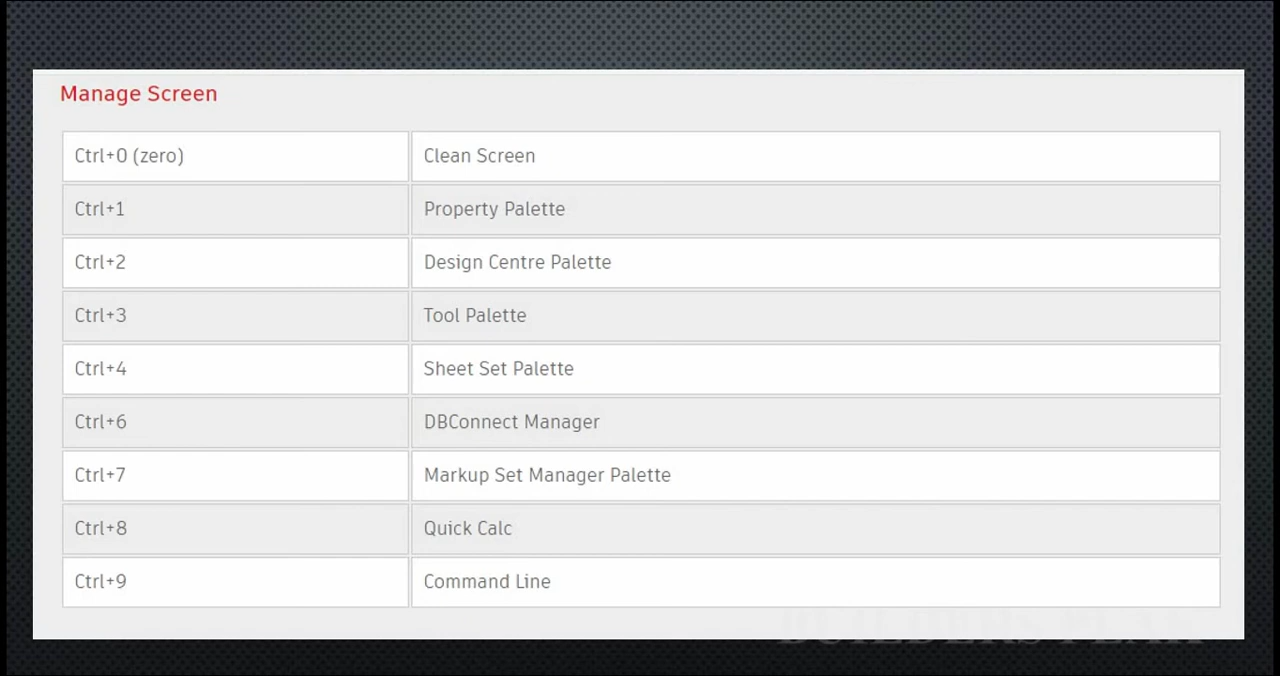 Manage Screen
Ctrl+0 (zero) Clean Screen
Ctrl+1 Property Palette
Ctrl+2 Design Centre Palette
Ctrl+3 Tool Palette
Ctrl+4 Sheet Set Palette
Ctrl+6 DBConnect Manager
Ctrl+7 Markup Set Manager Palette
Ctrl+8 Quick Calc
Ctrl+9 Command Line